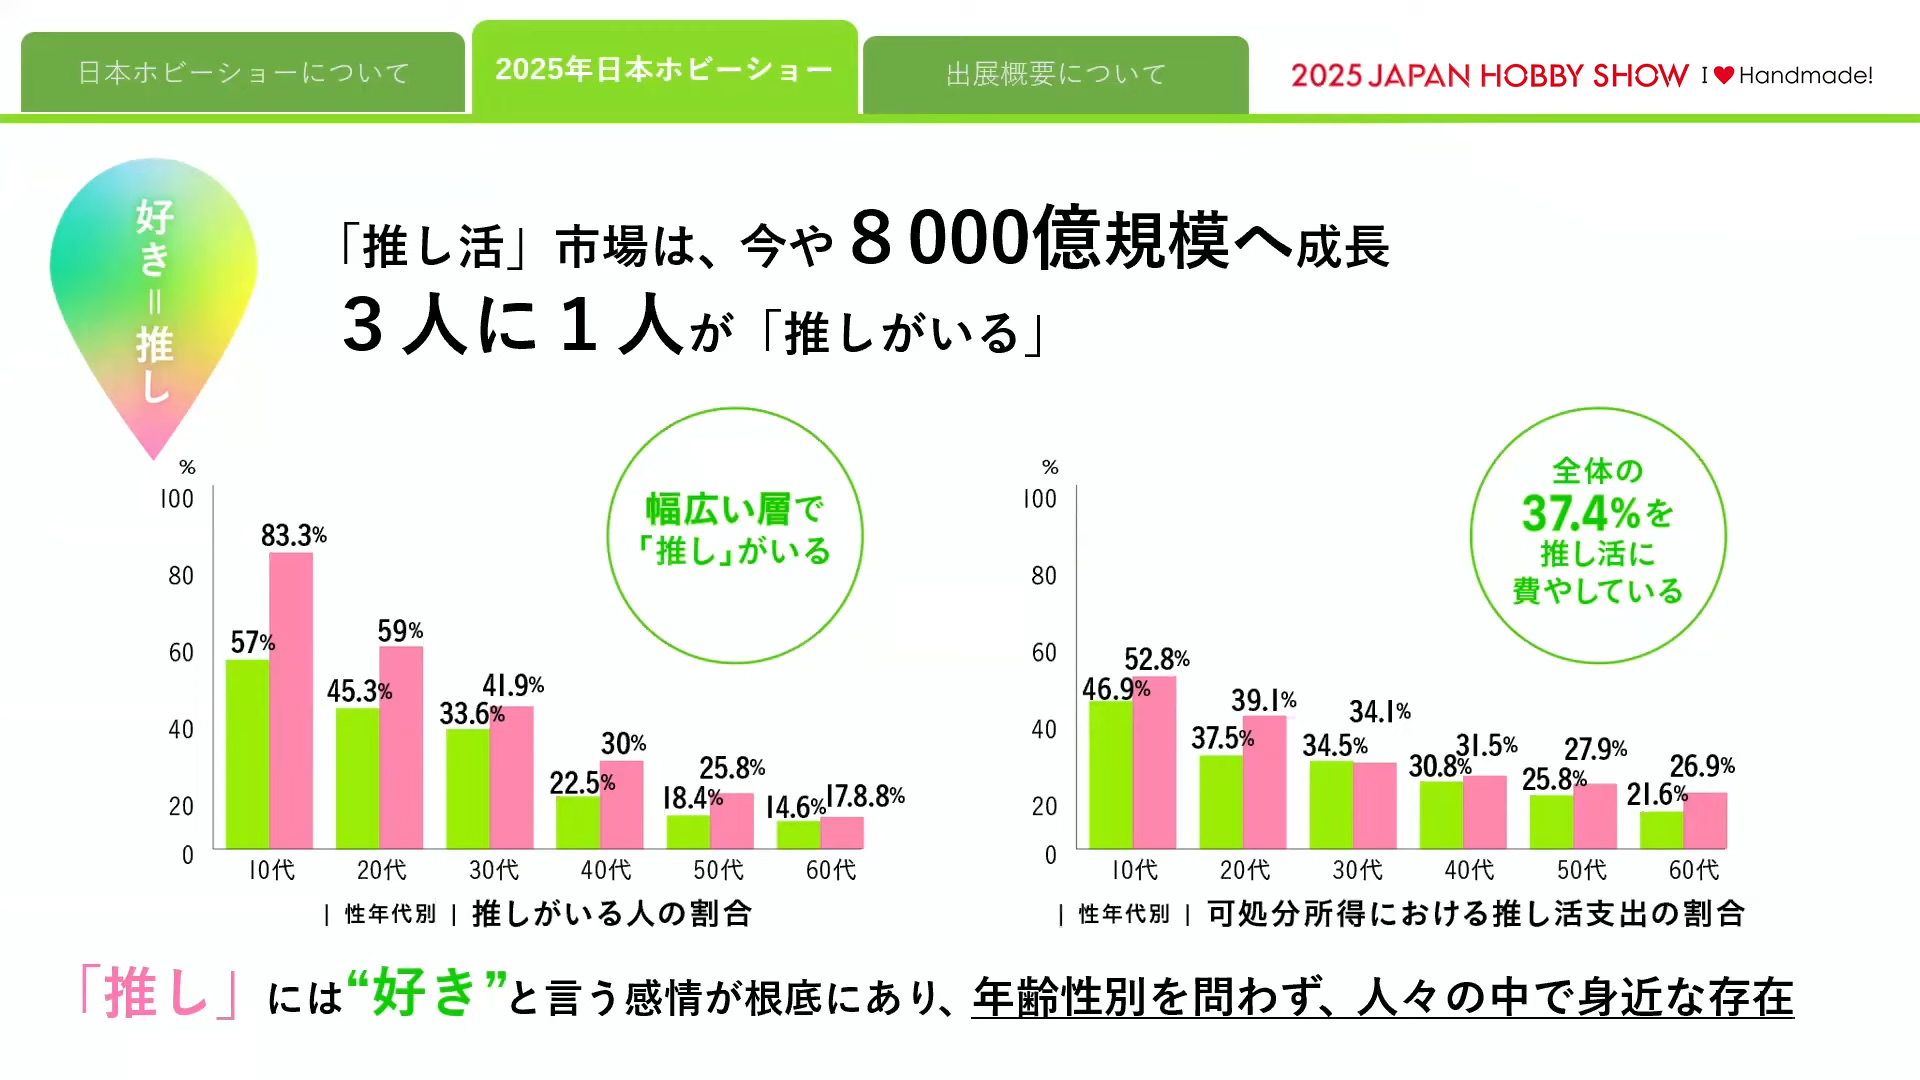 日本ホビーショーについて
2025年日本ホビーショー
出展概要について
2025 JAPAN HOBBY SHOW I ♥ Handmade!
好き=推し
「推し活」市場は、今や8000億規模へ成長
3人に1人が「推しがいる」
%
100
80
60
40
20
0
57% 83.3%
45.3% 59%
33.6% 41.9%
22.5% 30%
18.4% 25.8%
14.6% 17.8.8%
10代 20代 30代 40代 50代 60代
幅広い層で
「推し」がいる
| 性年代別 | 推しがいる人の割合
%
100
80
60
40
20
0
46.9% 52.8%
37.5% 39.1%
34.5% 34.1%
30.8% 31.5%
25.8% 27.9%
21.6% 26.9%
10代 20代 30代 40代 50代 60代
全体の
37.4%を
推し活に
費やしている
| 性年代別 | 可処分所得における推し活支出の割合
「推し」には“好き”と言う感情が根底にあり、年齢性別を問わず、人々の中で身近な存在